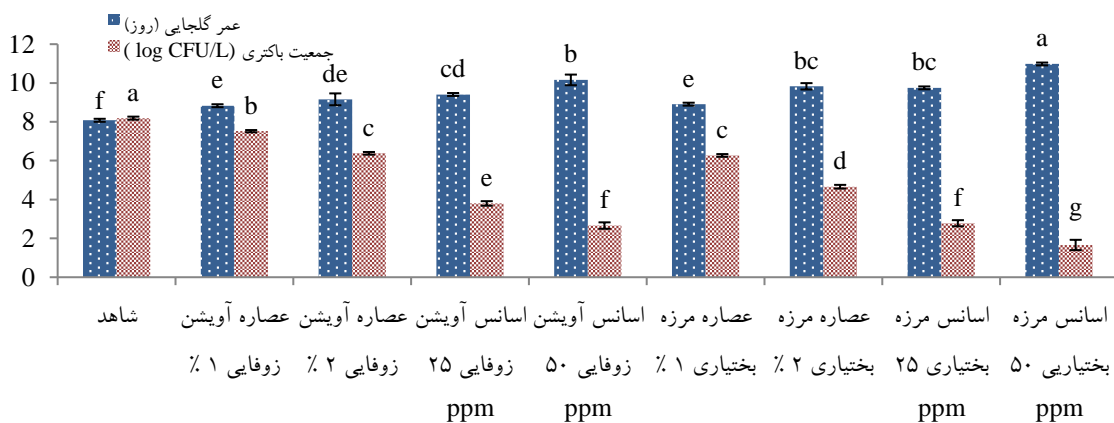 عمر گلجایی (روز)
جمعیت باکتری (log CFU/L )
12
10
8
6
4
2
0
f a
e b
de c
cd e
b f
e c
bc d
bc f
a g
شاهد
عصاره آویشن
زوفایی ۱ ٪
عصاره آویشن
زوفایی ۲ ٪
اسانس آویشن
زوفایی ۲۵
ppm
اسانس آویشن
زوفایی ۵۰
ppm
عصاره مرزه
بختیاری ۱ ٪
عصاره مرزه
بختیاری ۲ ٪
اسانس مرزه
بختیاری ۲۵
ppm
اسانس مرزه
بختیاریی ۵۰
ppm